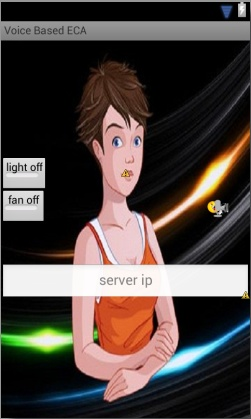 Voice Based ECA
light off
fan off
server ip